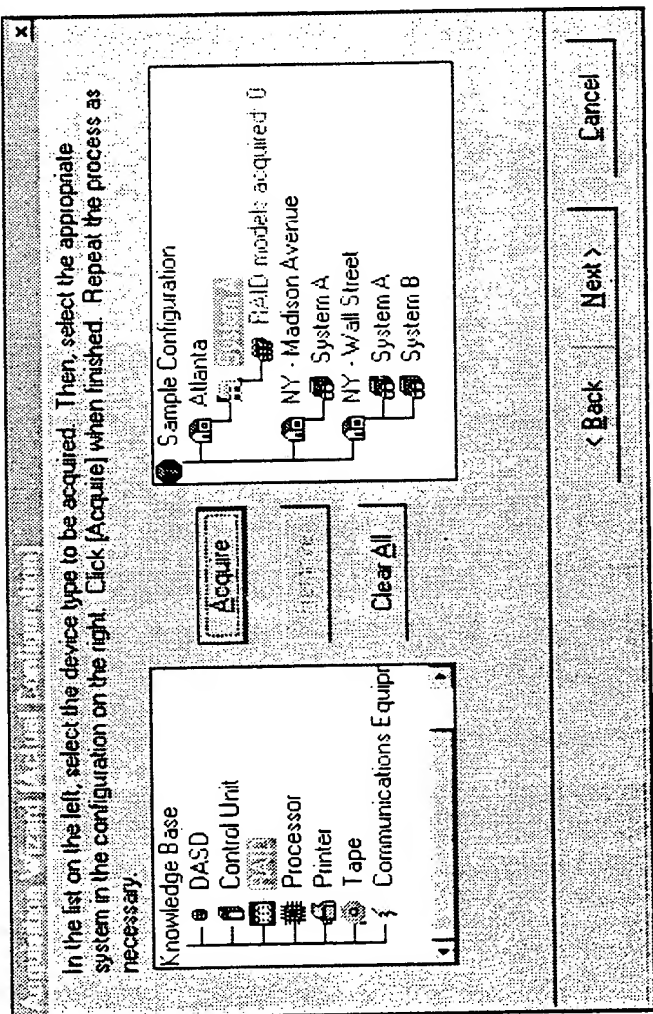 In the list on the left, select the device type to be acquired. Then, select the appropriate
system in the configuration on the right. Click [Acquire] when finished. Repeat the process as
necessary.
Knowledge Base
DASD
Control Unit
RAID
Processor
Printer
Tape
Communications Equipr
Acquire
Clear All
Sample Configuration
Atlanta
RAID models acquired: 0
NY - Madison Avenue
System A
NY - Wall Street
System A
System B
< Back
Next >
Cancel